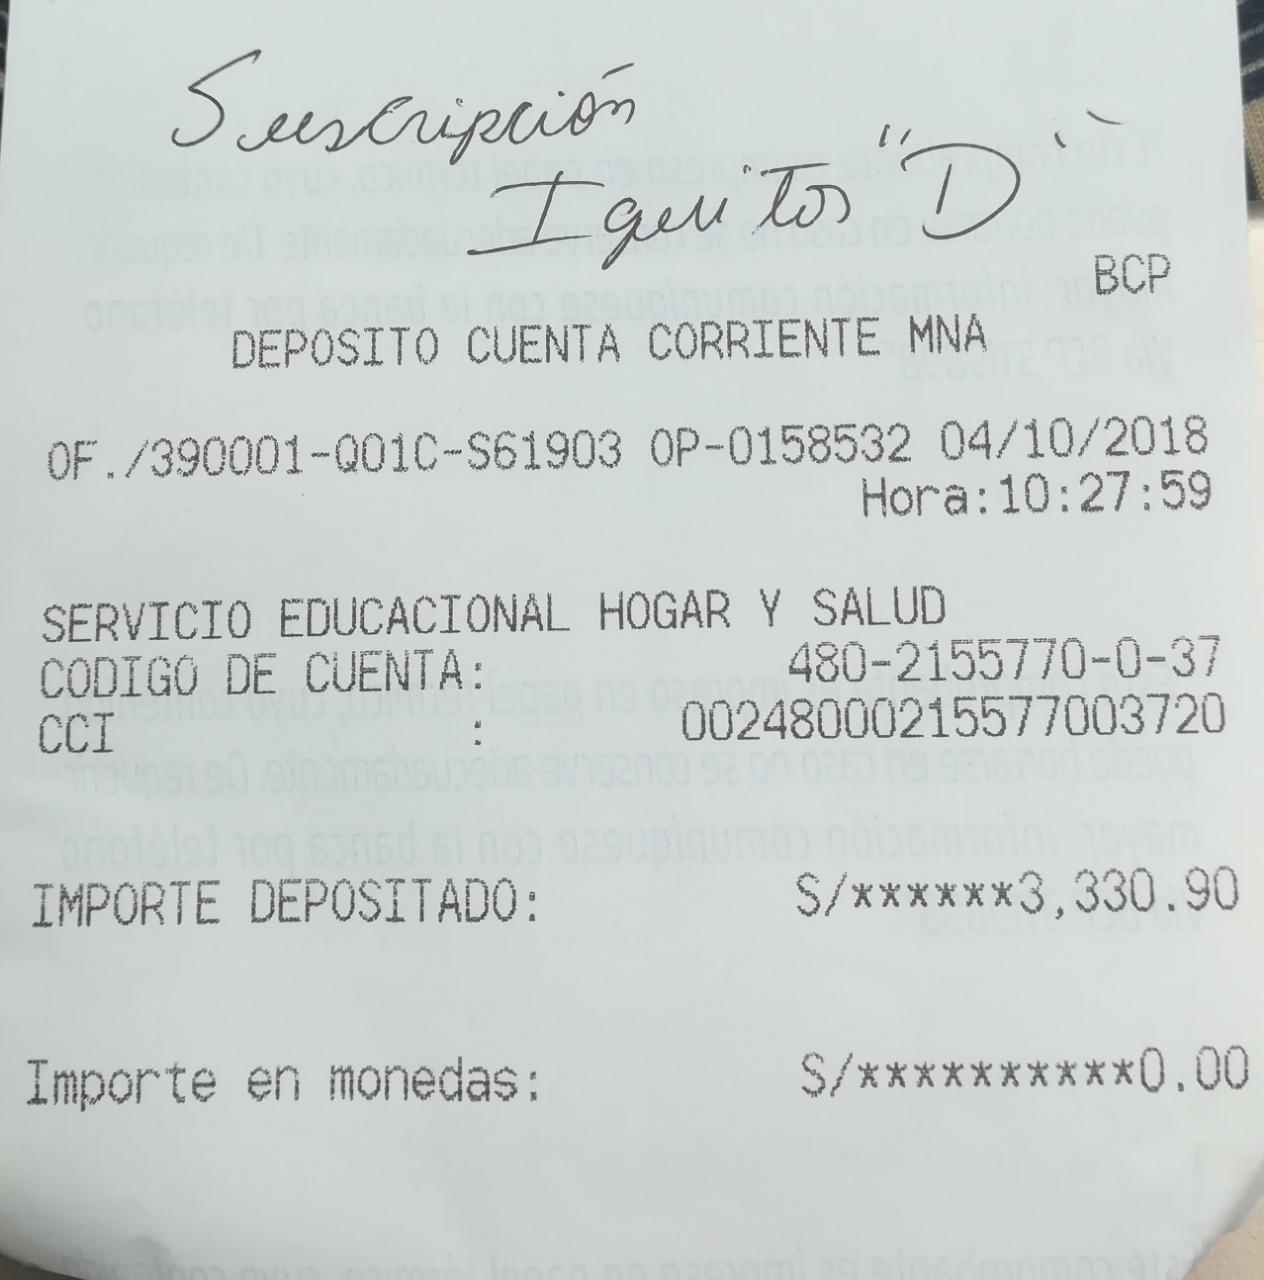 Suscripción
Iquitos "D"
BCP
DEPOSITO CUENTA CORRIENTE MNA
OF./390001-Q01C-S61903 OP-0158532 04/10/2018
Hora:10:27:59
SERVICIO EDUCACIONAL HOGAR Y SALUD
CODIGO DE CUENTA: 480-2155770-0-37
CCI : 00248000215577003720
IMPORTE DEPOSITADO: S/******3,330.90
Importe en monedas: S/**********0.00